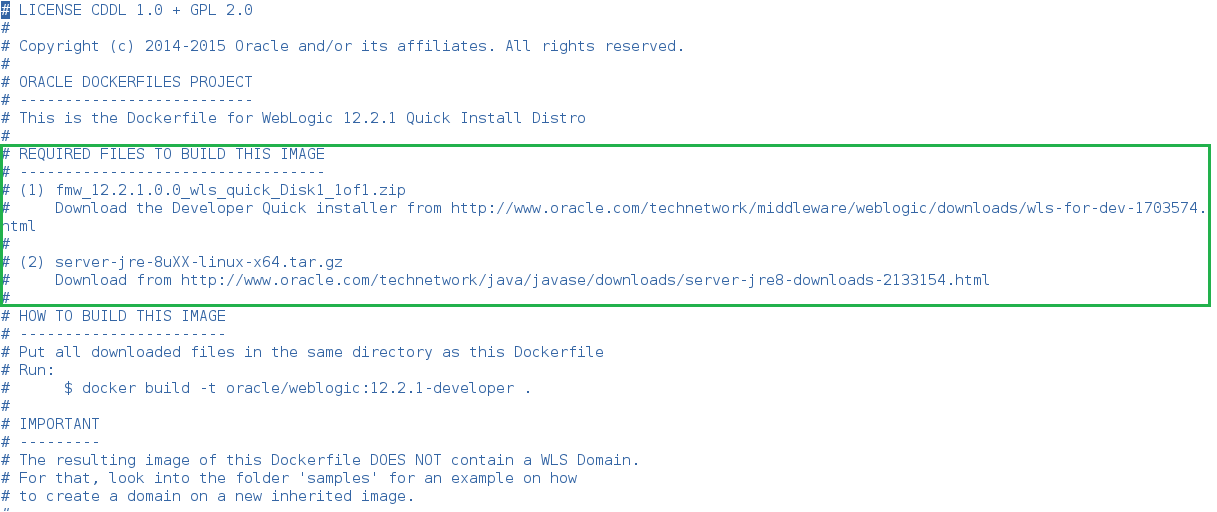 # LICENSE CDDL 1.0 + GPL 2.0
#
# Copyright (c) 2014-2015 Oracle and/or its affiliates. All rights reserved.
#
# ORACLE DOCKERFILES PROJECT
# --------------------------
# This is the Dockerfile for WebLogic 12.2.1 Quick Install Distro
#
# REQUIRED FILES TO BUILD THIS IMAGE
# ----------------------------------
# (1) fmw_12.2.1.0.0_wls_quick_Disk1_1of1.zip
#     Download the Developer Quick installer from http://www.oracle.com/technetwork/middleware/weblogic/downloads/wls-for-dev-1703574.
html
#
# (2) server-jre-8uXX-linux-x64.tar.gz
#     Download from http://www.oracle.com/technetwork/java/javase/downloads/server-jre8-downloads-2133154.html
#
# HOW TO BUILD THIS IMAGE
# -----------------------
# Put all downloaded files in the same directory as this Dockerfile
# Run:
#      $ docker build -t oracle/weblogic:12.2.1-developer .
#
# IMPORTANT
# ---------
# The resulting image of this Dockerfile DOES NOT contain a WLS Domain.
# For that, look into the folder 'samples' for an example on how
# to create a domain on a new inherited image.
#